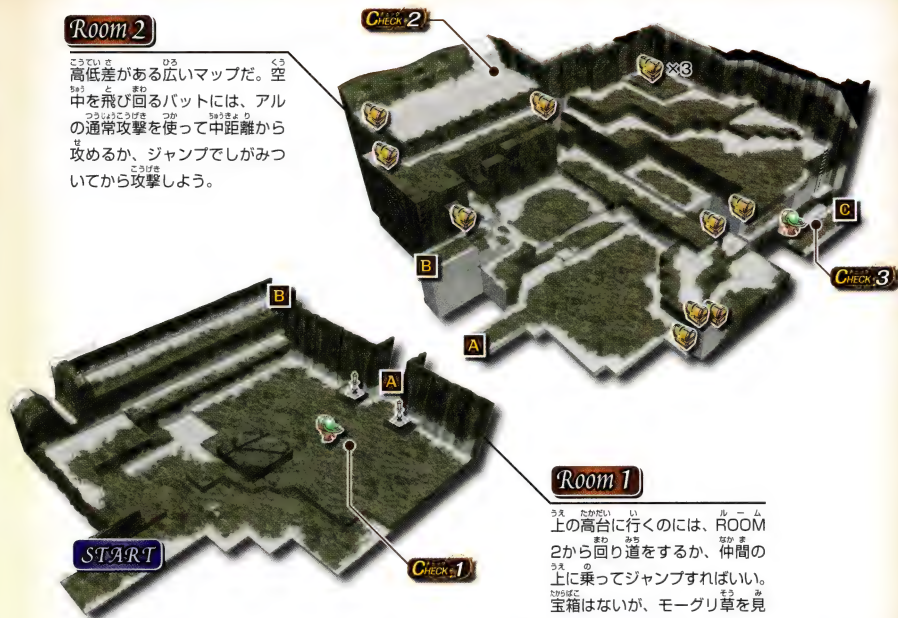 Room 2
高低差がある広いマップだ。空
中を飛び回るバットには、アル
の通常攻撃を使って中距離から
攻めるか、ジャンプでしがみつ
いてから攻撃しよう。
CHECK 2
×3
C
CHECK 3
B
A
B
A
START
CHECK 1
Room 1
上の高台に行くのには、ROOM
2から回り道をするか、仲間の
上に乗ってジャンプすればいい。
宝箱はないが、モーグリ草を見